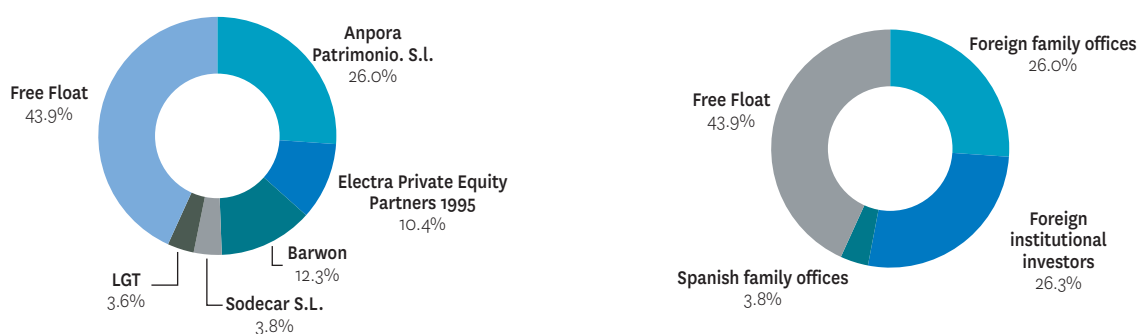 Anpora
Patrimonio. S.l.
26.0%
Free Float
43.9%
Electra Private Equity
Partners 1995
10.4%
Barwon
12.3%
LGT
3.6%
Sodecar S.L.
3.8%
Foreign family offices
26.0%
Free Float
43.9%
Foreign
institutional
investors
26.3%
Spanish family offices
3.8%